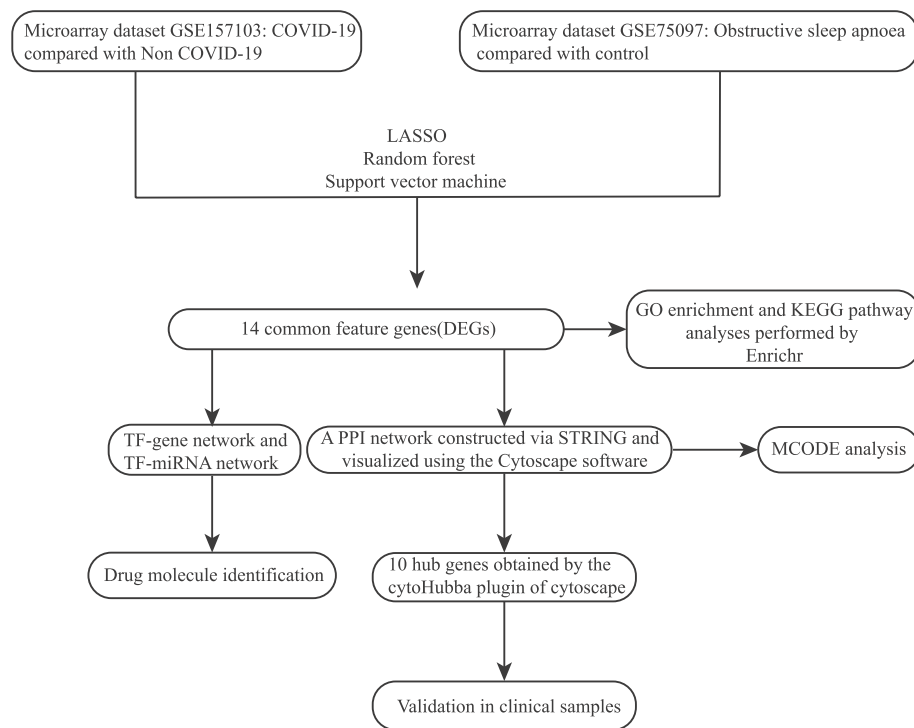 Microarray dataset GSE157103: COVID-19
compared with Non COVID-19
Microarray dataset GSE75097: Obstructive sleep apnoea
compared with control
LASSO
Random forest
Support vector machine
14 common feature genes(DEGs)
GO enrichment and KEGG pathway
analyses performed by
Enrichr
TF-gene network and
TF-miRNA network
A PPI network constructed via STRING and
visualized using the Cytoscape software
MCODE analysis
Drug molecule identification
10 hub genes obtained by the
cytoHubba plugin of cytoscape
Validation in clinical samples